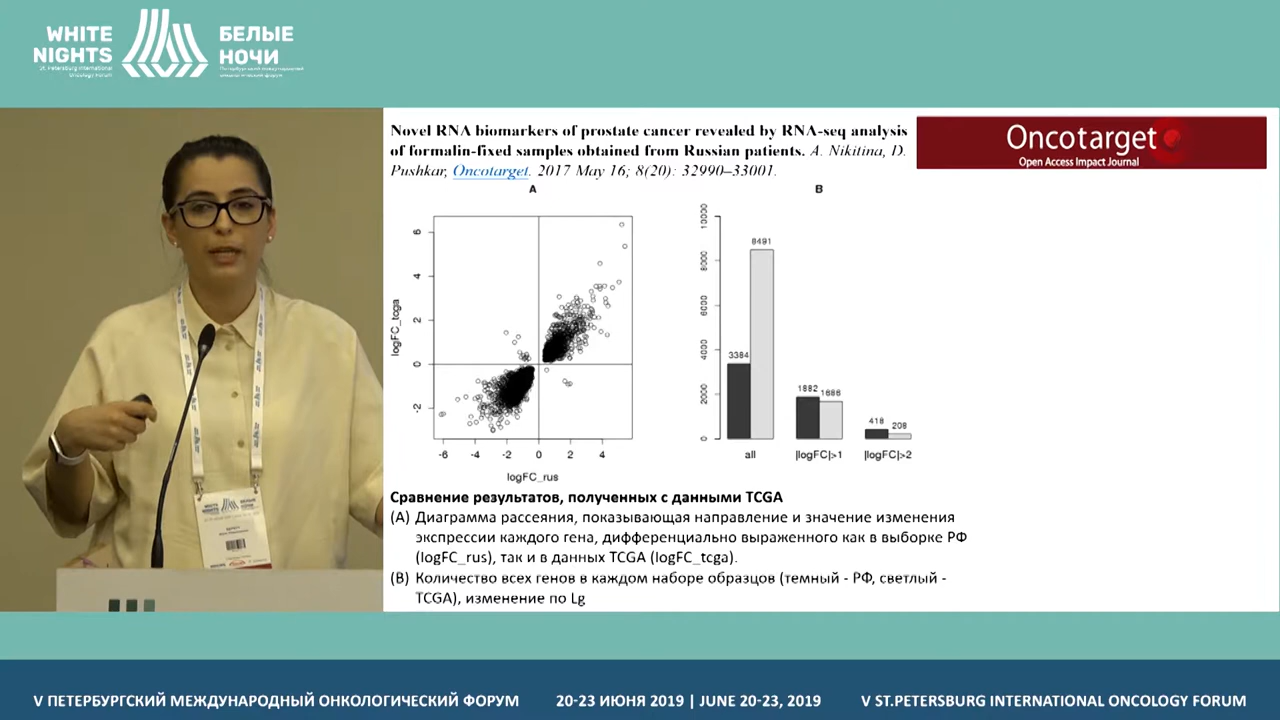 WHITE
NIGHTS
St. Petersburg International
Oncology Forum
БЕЛЫЕ
НОЧИ
Петербургский международный
онкологический форум
Novel RNA biomarkers of prostate cancer revealed by RNA-seq analysis
of formalin-fixed samples obtained from Russian patients. A. Nikitina, D.
Pushkar, Oncotarget. 2017 May 16; 8(20): 32990–33001.
Oncotarget
Open Access Impact Journal
A
logFC_tcga
6
4
2
0
-2
-6 -4 -2 0 2 4
logFC_rus
B
10000
8000
6000
4000
2000
0
8491
3384
1882
1686
418
208
all |logFC|>1 |logFC|>2
Сравнение результатов, полученных с данными TCGA
(A) Диаграмма рассеяния, показывающая направление и значение изменения
экспрессии каждого гена, дифференциально выраженного как в выборке РФ
(logFC_rus), так и в данных TCGA (logFC_tcga).
(B) Количество всех генов в каждом наборе образцов (темный - РФ, светлый -
TCGA), изменение по Lg
WHITE
NIGHTS
БЕЛЫЕ
НОЧИ
V ПЕТЕРБУРГСКИЙ МЕЖДУНАРОДНЫЙ ОНКОЛОГИЧЕСКИЙ ФОРУМ
20-23 ИЮНЯ 2019 | JUNE 20-23, 2019
V ST.PETERSBURG INTERNATIONAL ONCOLOGY FORUM